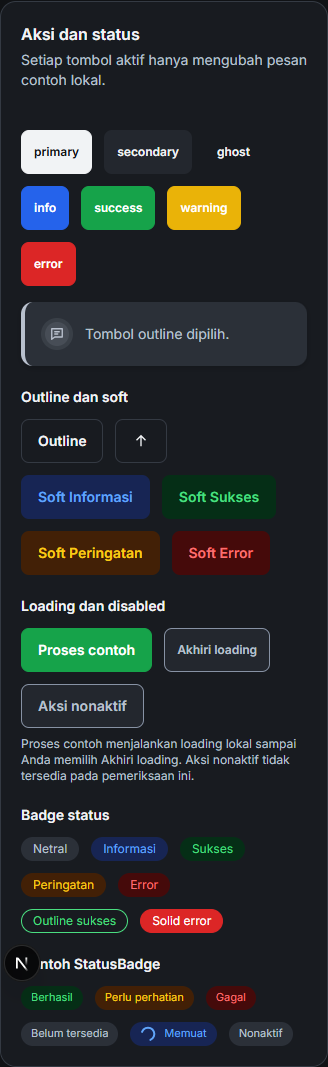 Aksi dan status
Setiap tombol aktif hanya mengubah pesan
contoh lokal.
primary secondary ghost
info success warning
error
Tombol outline dipilih.
Outline dan soft
Outline ↑
Soft Informasi Soft Sukses
Soft Peringatan Soft Error
Loading dan disabled
Proses contoh Akhiri loading
Aksi nonaktif
Proses contoh menjalankan loading lokal sampai
Anda memilih Akhiri loading. Aksi nonaktif tidak
tersedia pada pemeriksaan ini.
Badge status
Netral Informasi Sukses
Peringatan Error
Outline sukses Solid error
N ntoh StatusBadge
Berhasil Perlu perhatian Gagal
Belum tersedia Memuat Nonaktif